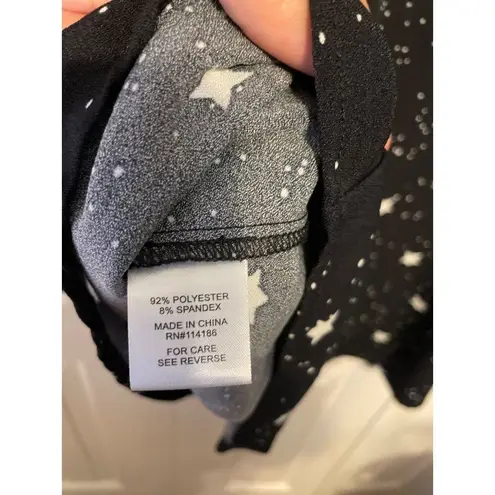 92% POLYESTER
8% SPANDEX
MADE IN CHINA
RN#114186
FOR CARE
SEE REVERSE